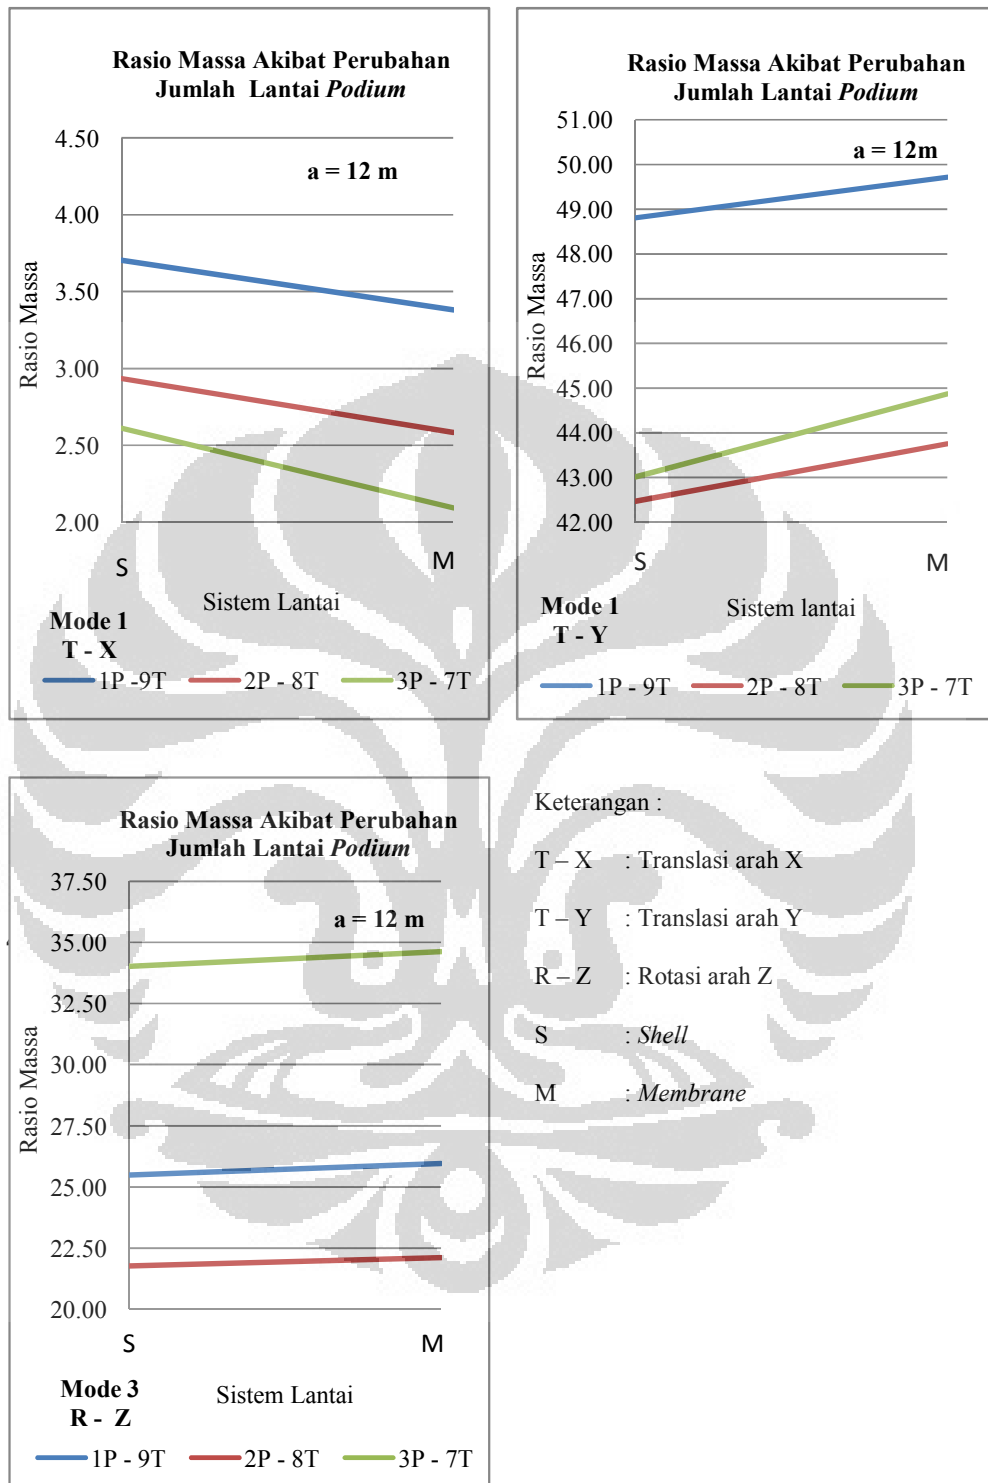 Rasio Massa Akibat Perubahan
Jumlah Lantai Podium
4.50
4.00
3.50
3.00
2.50
2.00
a = 12 m
Rasio Massa
S
M
Sistem Lantai
Mode 1
T - X
1P -9T
2P - 8T
3P - 7T
Rasio Massa Akibat Perubahan
Jumlah Lantai Podium
51.00
50.00
49.00
48.00
47.00
46.00
45.00
44.00
43.00
42.00
a = 12m
Rasio Massa
S
M
Sistem lantai
Mode 1
T - Y
1P - 9T
2P - 8T
3P - 7T
Rasio Massa Akibat Perubahan
Jumlah Lantai Podium
37.50
35.00
32.50
30.00
27.50
25.00
22.50
20.00
a = 12 m
Rasio Massa
S
M
Sistem Lantai
Mode 3
R - Z
1P - 9T
2P - 8T
3P - 7T
Keterangan :
T – X : Translasi arah X
T – Y : Translasi arah Y
R – Z : Rotasi arah Z
S : Shell
M : Membrane